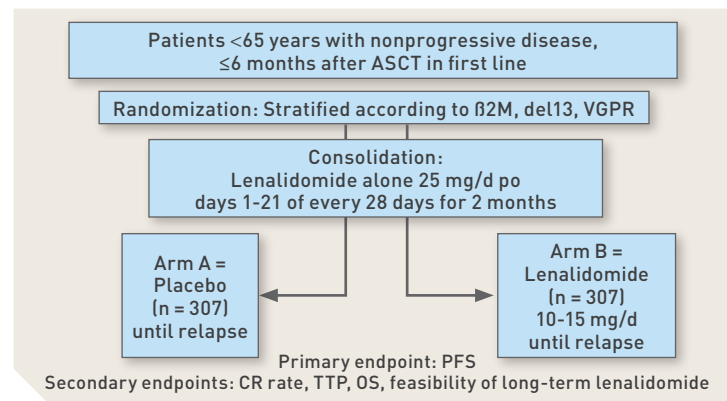 Patients <65 years with nonprogressive disease,
≤6 months after ASCT in first line
Randomization: Stratified according to ß2M, del13, VGPR
Consolidation:
Lenalidomide alone 25 mg/d po
days 1-21 of every 28 days for 2 months
Arm A =
Placebo
(n = 307)
until relapse
Arm B =
Lenalidomide
(n = 307)
10-15 mg/d
until relapse
Primary endpoint: PFS
Secondary endpoints: CR rate, TTP, OS, feasibility of long-term lenalidomide